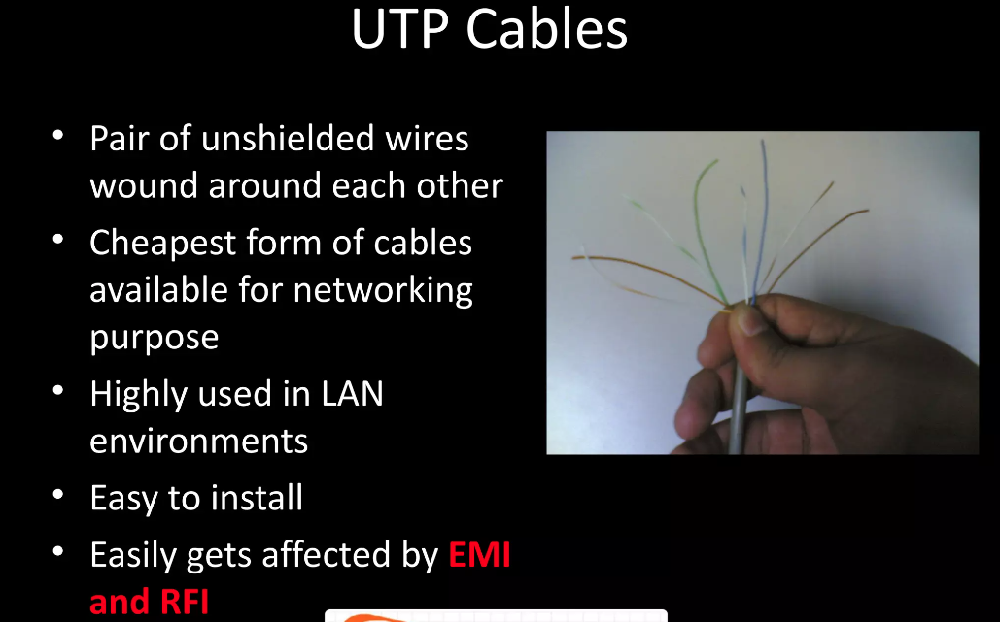 UTP Cables
• Pair of unshielded wires
wound around each other
• Cheapest form of cables
available for networking
purpose
• Highly used in LAN
environments
• Easy to install
• Easily gets affected by EMI
and RFI